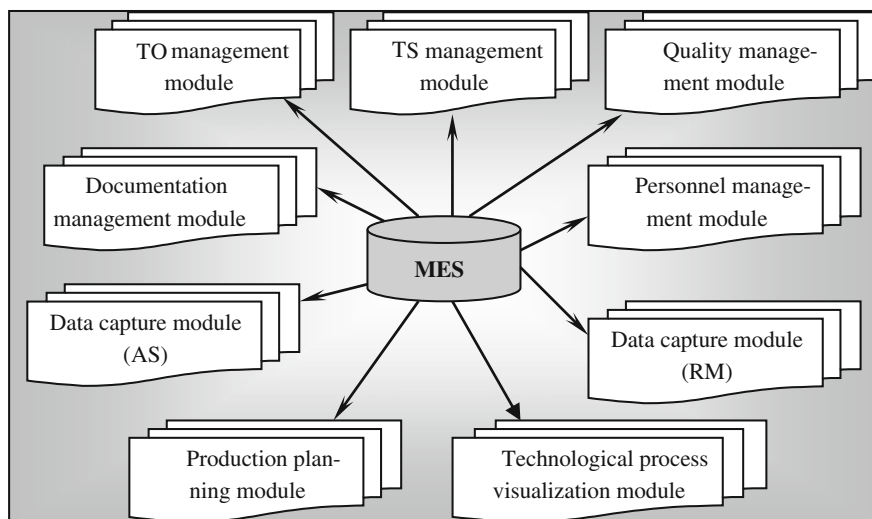 TO management
module
TS management
module
Quality manage-
ment module
Documentation
management module
Personnel manage-
ment module
MES
Data capture module
(AS)
Data capture module
(RM)
Production plan-
ning module
Technological process
visualization module